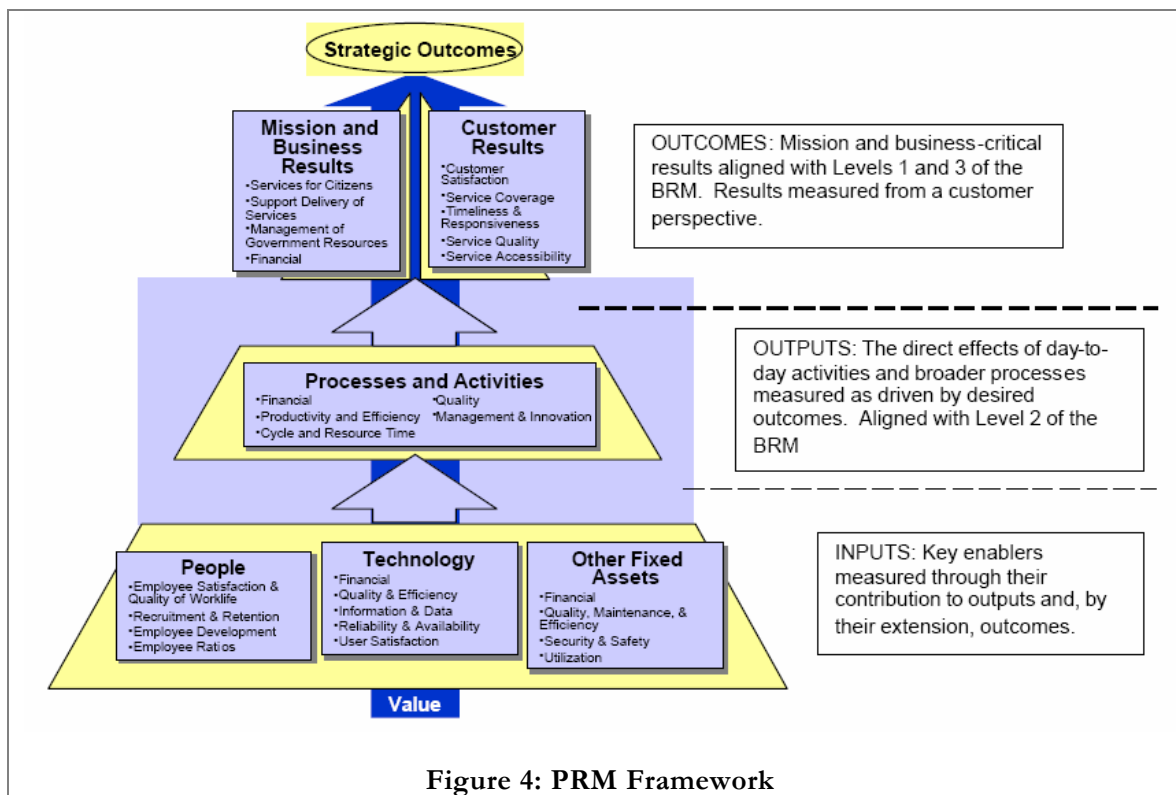 Strategic Outcomes
Mission and
Business
Results
•Services for Citizens
•Support Delivery of
Services
•Management of
Government Resources
•Financial
Customer
Results
•Customer
Satisfaction
•Service Coverage
•Timeliness &
Responsiveness
•Service Quality
•Service Accessibility
OUTCOMES: Mission and business-critical
results aligned with Levels 1 and 3 of the
BRM.  Results measured from a customer
perspective.
Processes and Activities
•Financial
•Productivity and Efficiency
•Cycle and Resource Time
•Quality
•Management & Innovation
OUTPUTS: The direct effects of day-to-
day activities and broader processes
measured as driven by desired
outcomes.  Aligned with Level 2 of the
BRM
People
•Employee Satisfaction &
Quality of Worklife
•Recruitment & Retention
•Employee Development
•Employee Ratios
Technology
•Financial
•Quality & Efficiency
•Information & Data
•Reliability & Availability
•User Satisfaction
Other Fixed
Assets
•Financial
•Quality, Maintenance, &
Efficiency
•Security & Safety
•Utilization
INPUTS: Key enablers
measured through their
contribution to outputs and, by
their extension, outcomes.
Value
Figure 4: PRM Framework